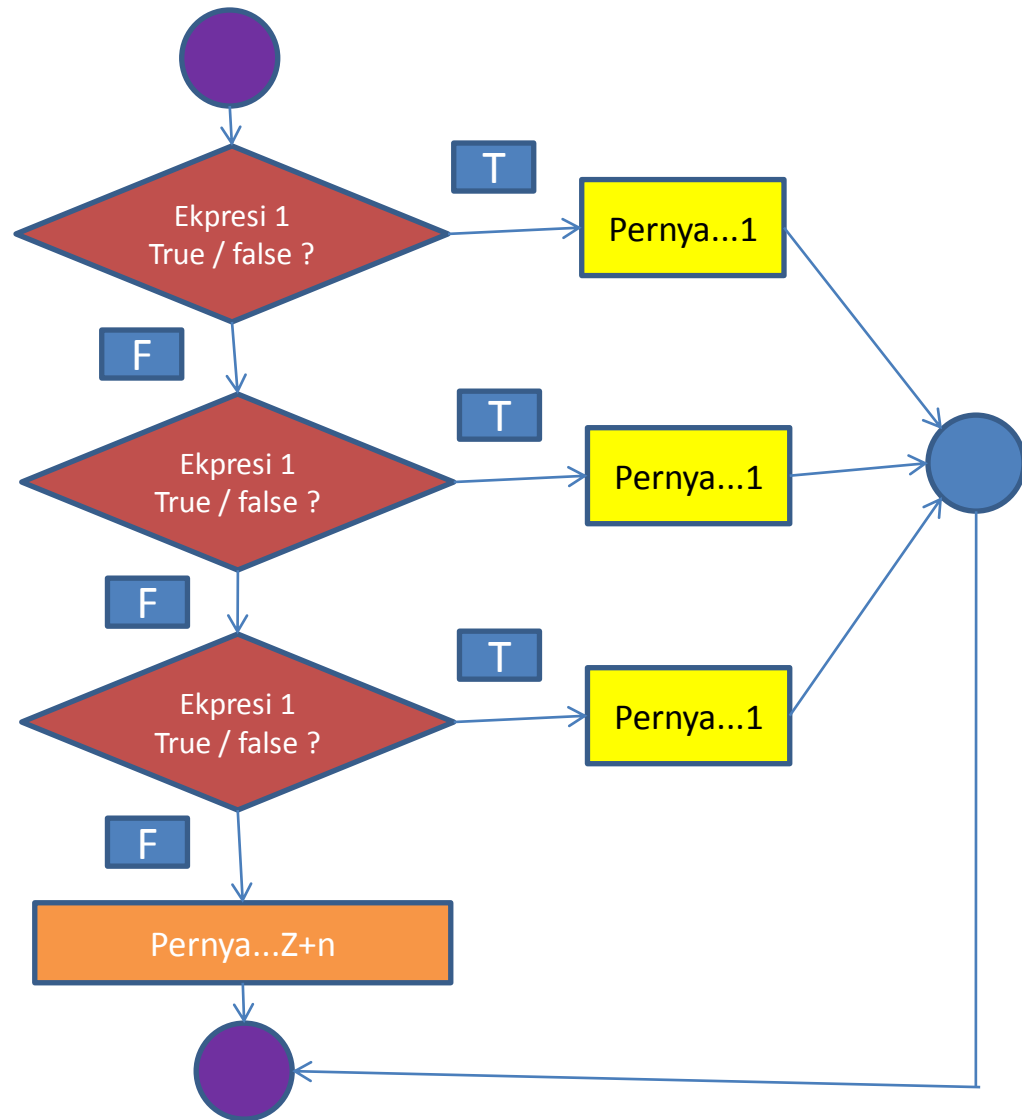 T
Ekpresi 1
True / false ?
Pernya...1
F
T
Ekpresi 1
True / false ?
Pernya...1
F
T
Ekpresi 1
True / false ?
Pernya...1
F
Pernya...Z+n